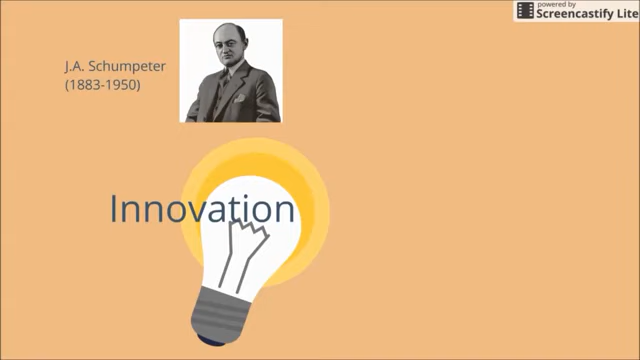 powered by
Screencastify Lite
J.A. Schumpeter
(1883-1950)
Innovation